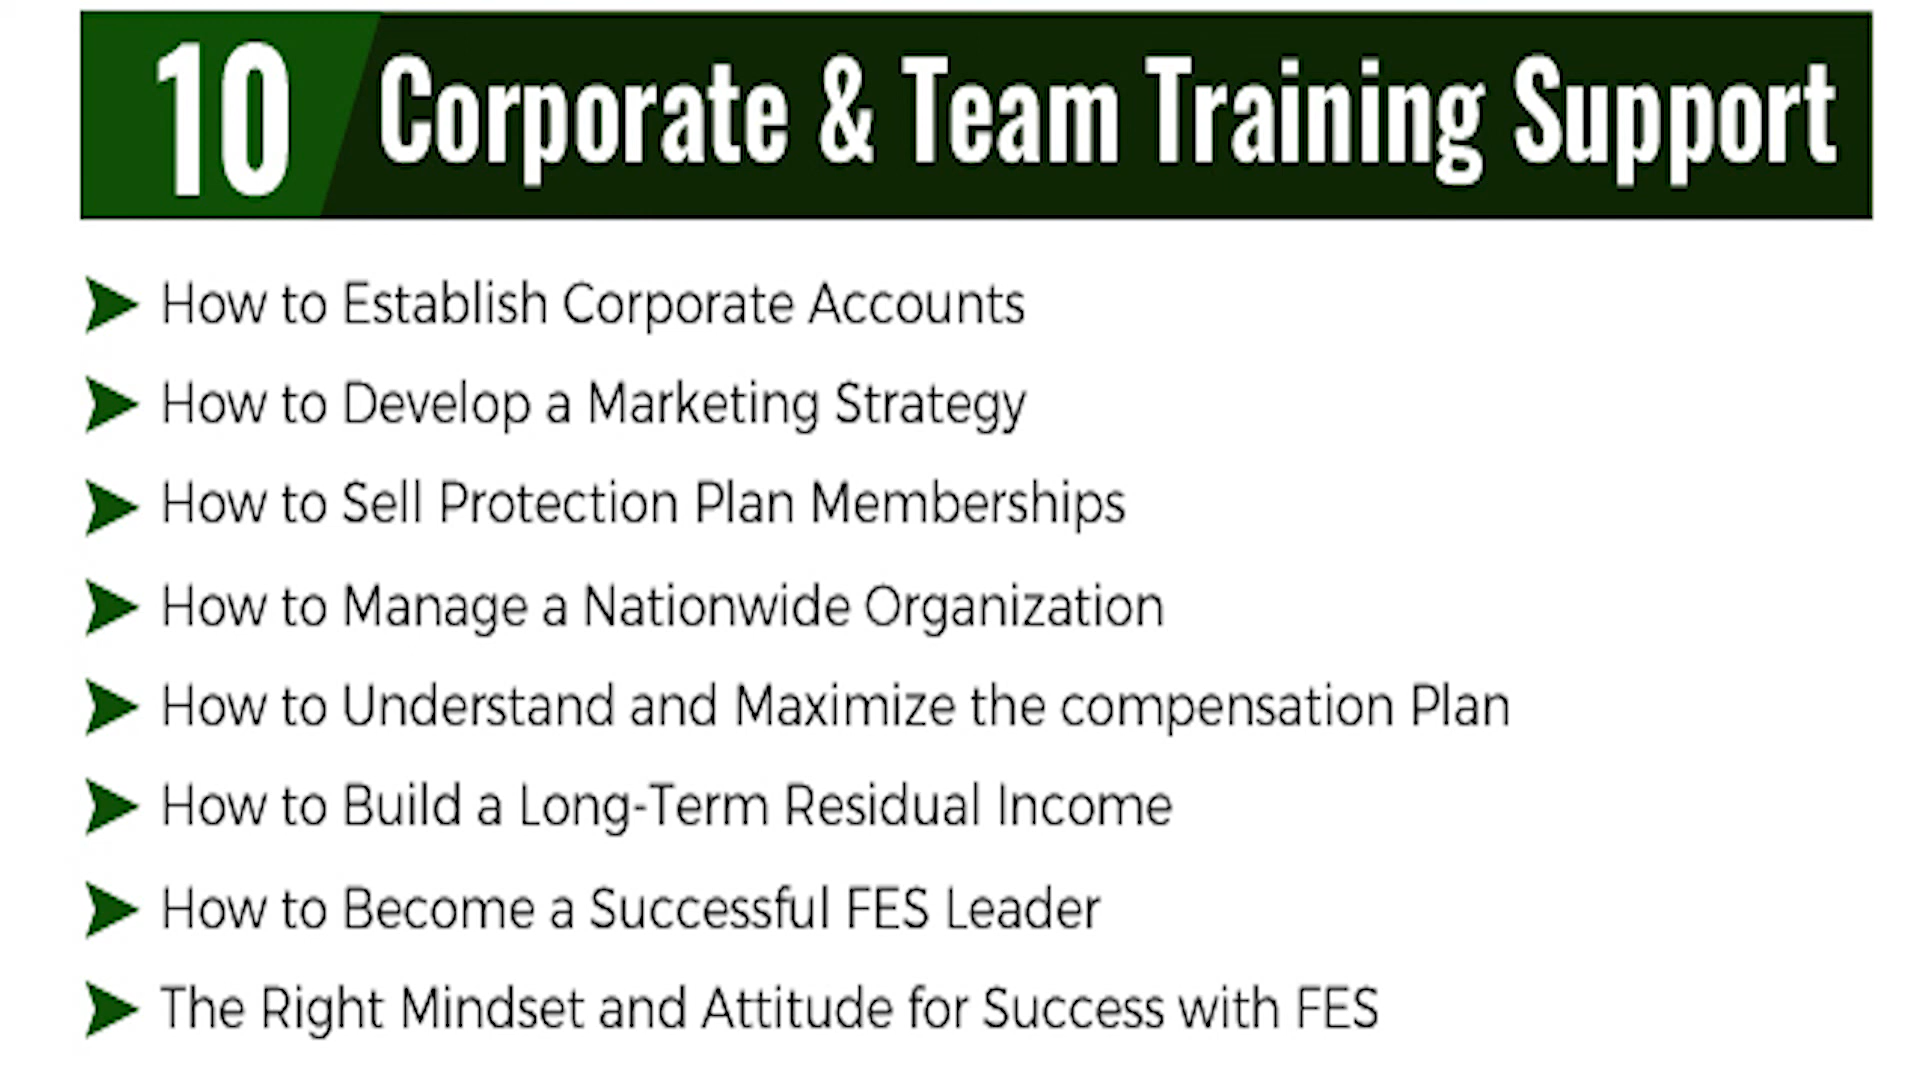 10 Corporate & Team Training Support
How to Establish Corporate Accounts
How to Develop a Marketing Strategy
How to Sell Protection Plan Memberships
How to Manage a Nationwide Organization
How to Understand and Maximize the compensation Plan
How to Build a Long-Term Residual Income
How to Become a Successful FES Leader
The Right Mindset and Attitude for Success with FES